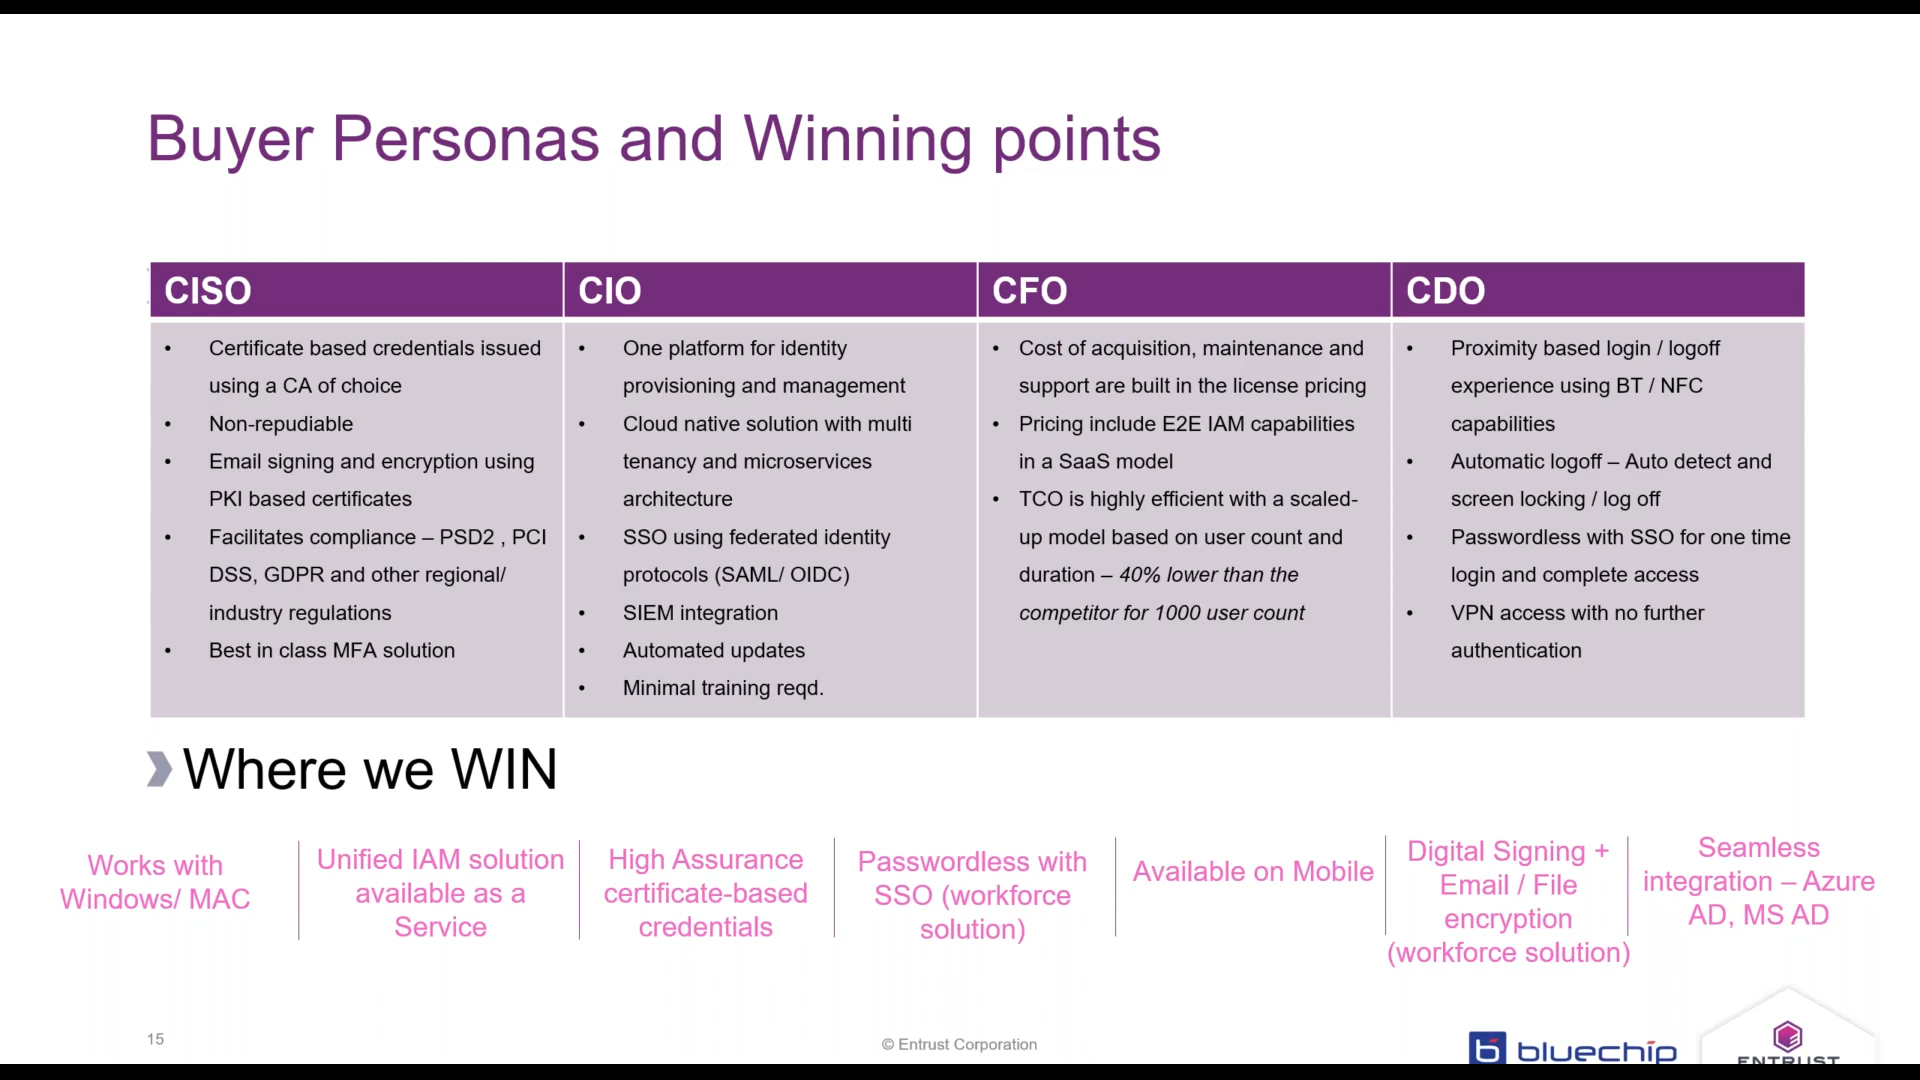 Buyer Personas and Winning points
CISO
• Certificate based credentials issued
using a CA of choice
• Non-repudiable
• Email signing and encryption using
PKI based certificates
• Facilitates compliance – PSD2 , PCI
DSS, GDPR and other regional/
industry regulations
• Best in class MFA solution
CIO
• One platform for identity
provisioning and management
• Cloud native solution with multi
tenancy and microservices
architecture
• SSO using federated identity
protocols (SAML/ OIDC)
• SIEM integration
• Automated updates
• Minimal training reqd.
CFO
• Cost of acquisition, maintenance and
support are built in the license pricing
• Pricing include E2E IAM capabilities
in a SaaS model
• TCO is highly efficient with a scaled-
up model based on user count and
duration – 40% lower than the
competitor for 1000 user count
CDO
• Proximity based login / logoff
experience using BT / NFC
capabilities
• Automatic logoff – Auto detect and
screen locking / log off
• Passwordless with SSO for one time
login and complete access
• VPN access with no further
authentication
Where we WIN
Works with
Windows/ MAC
Unified IAM solution
available as a
Service
High Assurance
certificate-based
credentials
Passwordless with
SSO (workforce
solution)
Available on Mobile
Digital Signing +
Email / File
encryption
(workforce solution)
Seamless
integration – Azure
AD, MS AD
15
© Entrust Corporation
bluechip
ENTRUST